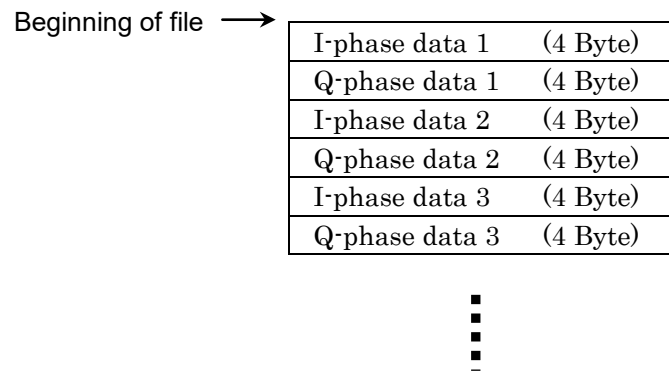 Beginning of file
I-phase data 1 (4 Byte)
Q-phase data 1 (4 Byte)
I-phase data 2 (4 Byte)
Q-phase data 2 (4 Byte)
I-phase data 3 (4 Byte)
Q-phase data 3 (4 Byte)